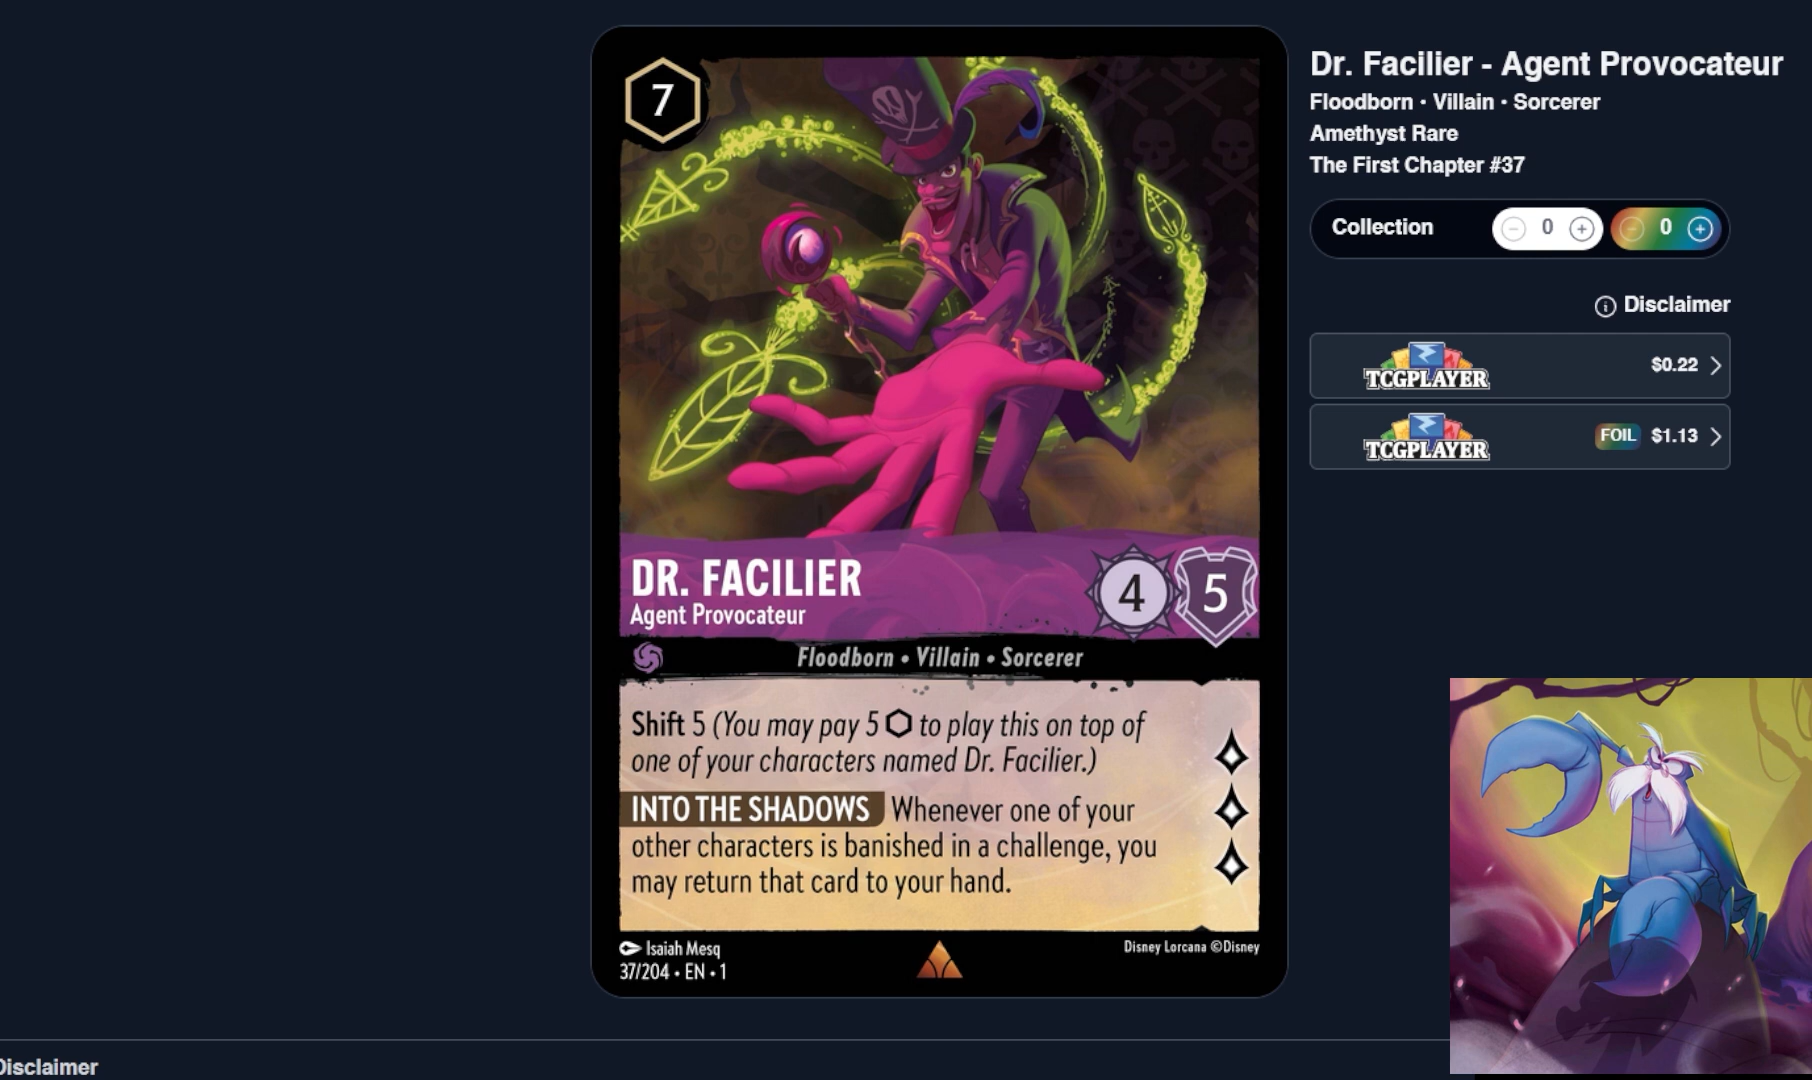 7
DR. FACILIER
Agent Provocateur
4
5
Floodborn • Villain • Sorcerer
Shift 5 (You may pay 5 to play this on top of
one of your characters named Dr. Facilier.)
INTO THE SHADOWS Whenever one of your
other characters is banished in a challenge, you
may return that card to your hand.
Isaiah Mesq
37/204 • EN • 1
Disney Lorcana ©Disney
Dr. Facilier - Agent Provocateur
Floodborn • Villain • Sorcerer
Amethyst Rare
The First Chapter #37
Collection 0 0
Disclaimer
TCGPLAYER $0.22
TCGPLAYER FOIL $1.13
Disclaimer